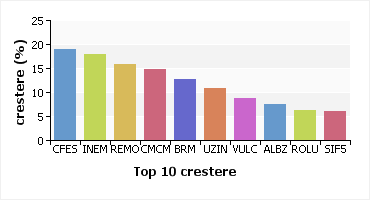 crestere (%)
25
20
15
10
5
0
CFES INEM REMO CMCM BRM UZIN VULC ALBZ ROLU SIF5
Top 10 crestere